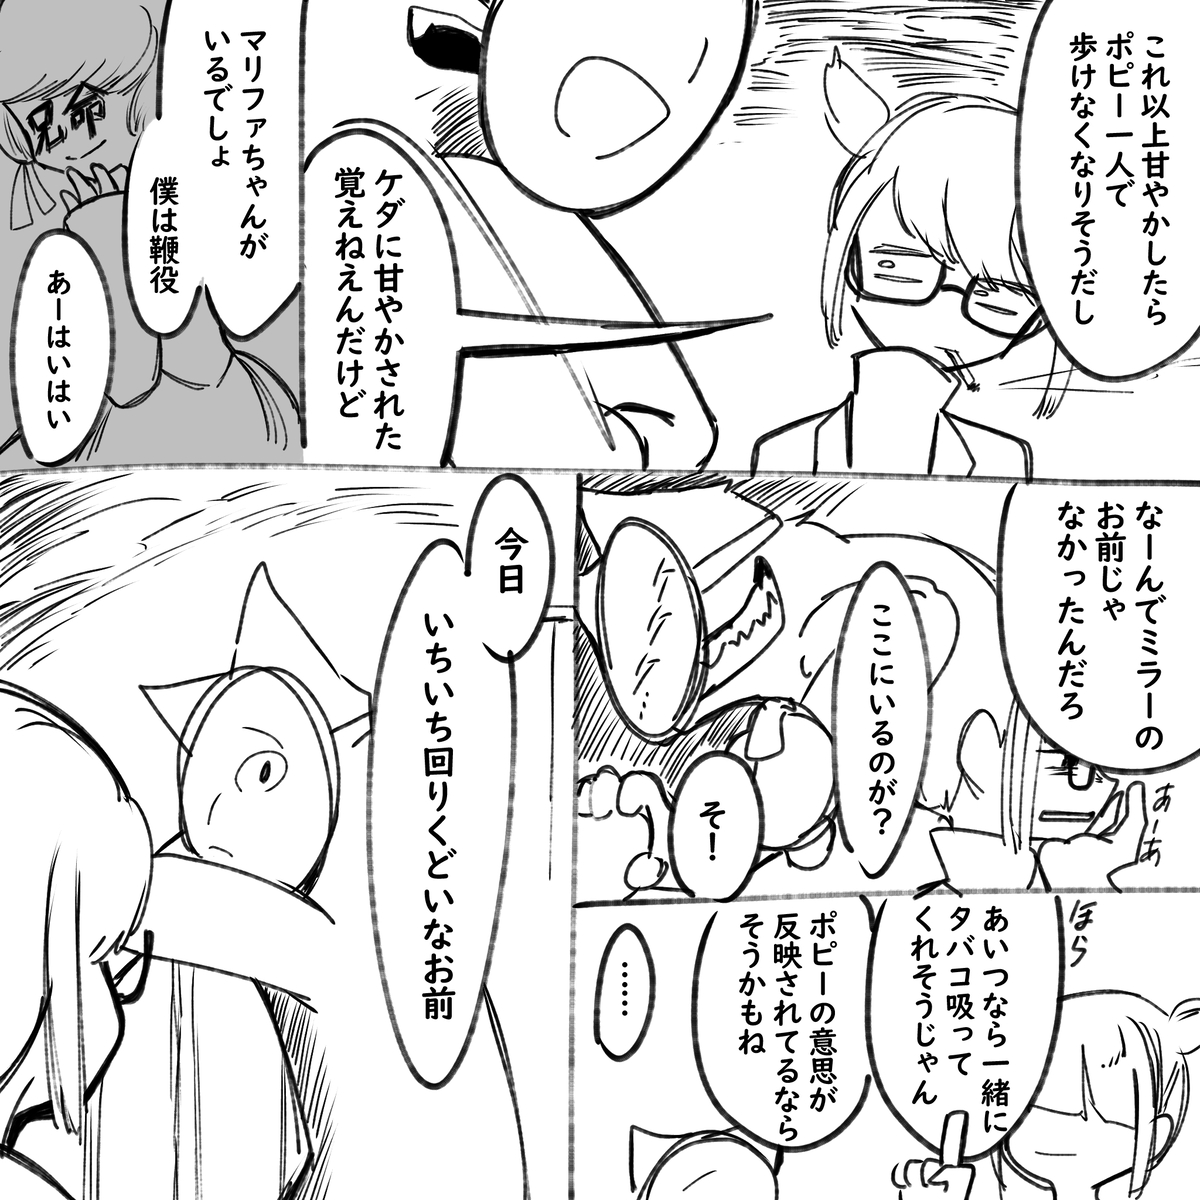 これ以上甘やかしたら
ポピー一人で
歩けなくなりそうだし
ケダに甘やかされた
覚えねえんだけど
マリファちゃんが
いるでしょ
僕は鞭役
兄命
あーはいはい
なーんでミラーの
お前じゃ
なかったんだろ
あーあ
ここにいるのが？
そ！
ほら
あいつなら一緒に
タバコ吸って
くれそうじゃん
ポピーの意思が
反映されてるなら
そうかもね
……
今日
いちいち回りくどいなお前